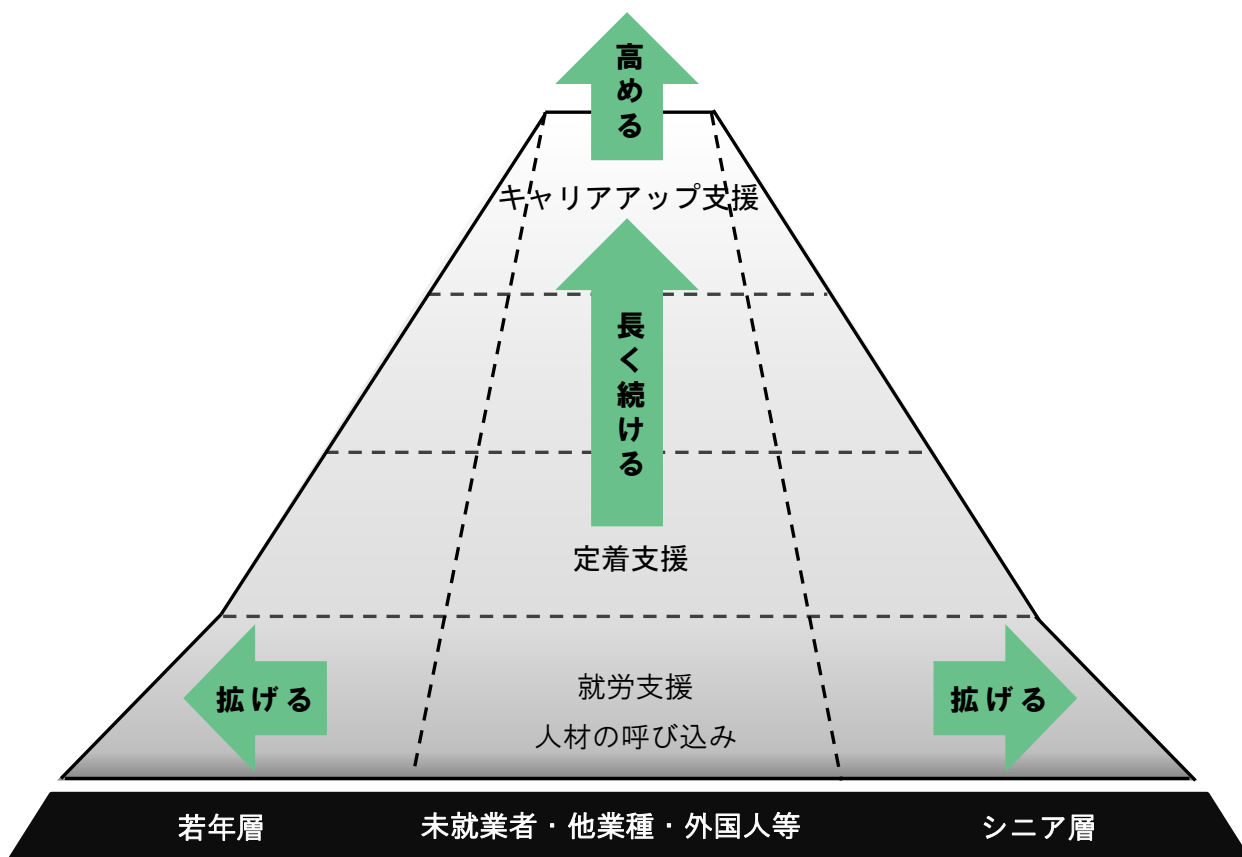 高める
キャリアアップ支援
長く続ける
定着支援
就労支援
拡げる
拡げる
人材の呼び込み
若年層
未就業者・他業種・外国人等
シニア層